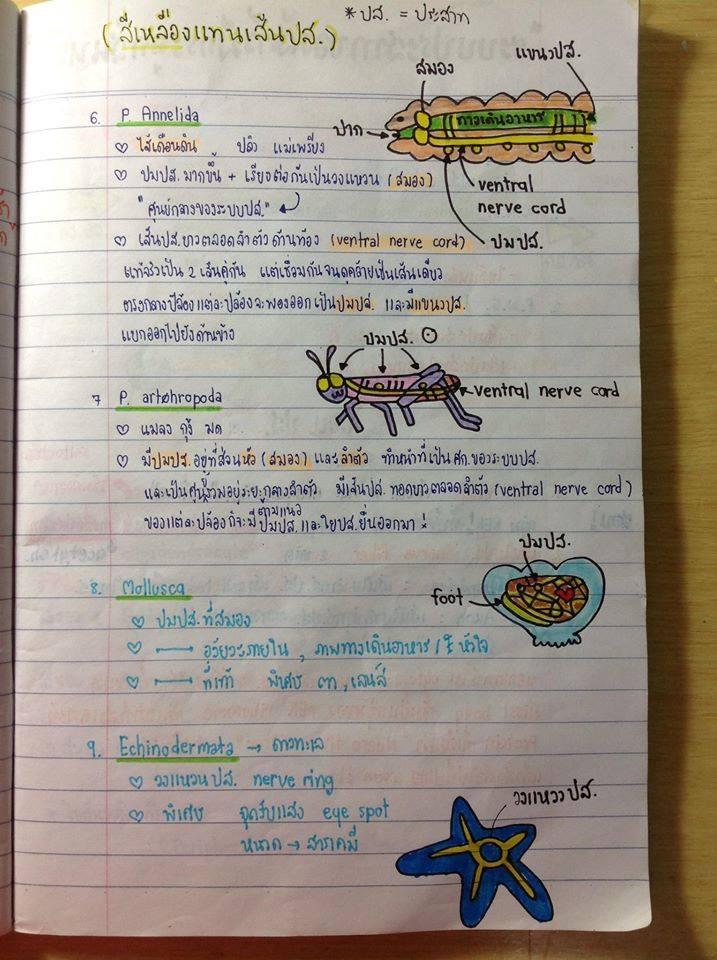 *ปส. = ประสาท
(สีเหลืองแทนเส้นปส.)
สมอง
แขนงปส.
ทางเดินอาหาร
ปาก
ventral
nerve cord
ปมปส.
6. P. Annelida
♡ ไส้เดือนดิน ปลิง แม่เพรียง
♡ ปมปส.มากขึ้น + เรียงต่อกันเป็นวงแหวน (สมอง)
"ศูนย์กลางของระบบปส."
♡ เส้นปส.ยาวตลอดลำตัวด้านท้อง (ventral nerve cord)
แท้จริงเป็น 2 เส้นคู่กัน แต่เชื่อมกันจนดูคล้ายเป็นเส้นเดียว
ตรงกลางปล้องแต่ละปล้องจะพองออกเป็นปมปส. และมีแขนงปส.
แยกออกไปยังด้านข้าง
ปมปส.
ventral nerve cord
7 P. arthropoda
♡ แมลง กุ้ง มด
♡ มีปมปส.อยู่ที่ส่วนหัว (สมอง) และลำตัว ทำหน้าที่เป็นศก.ของระบบปส.
และเป็นศูนย์รวมอยู่ระยะกลางลำตัว มีเส้นปส. ทอดยาวตลอดลำตัว (ventral nerve cord)
ตามแนว
ของแต่ละปล้องก็จะมีปมปส.และใยปส.ยื่นออกมา !
ปมปส.
foot
8. Mollusca
♡ ปมปส.ที่สมอง
♡ อวัยวะภายใน , ภาพทางเดินอาหาร / หัวใจ
♡ ที่เท้า พิเศษ ตา , เลนส์
9. Echinodermata → ดาวทะเล
♡ วงแหวนปส. nerve ring
♡ พิเศษ จุดรับแสง eye spot
หนวด → สารเคมี
วงแหวงปส.